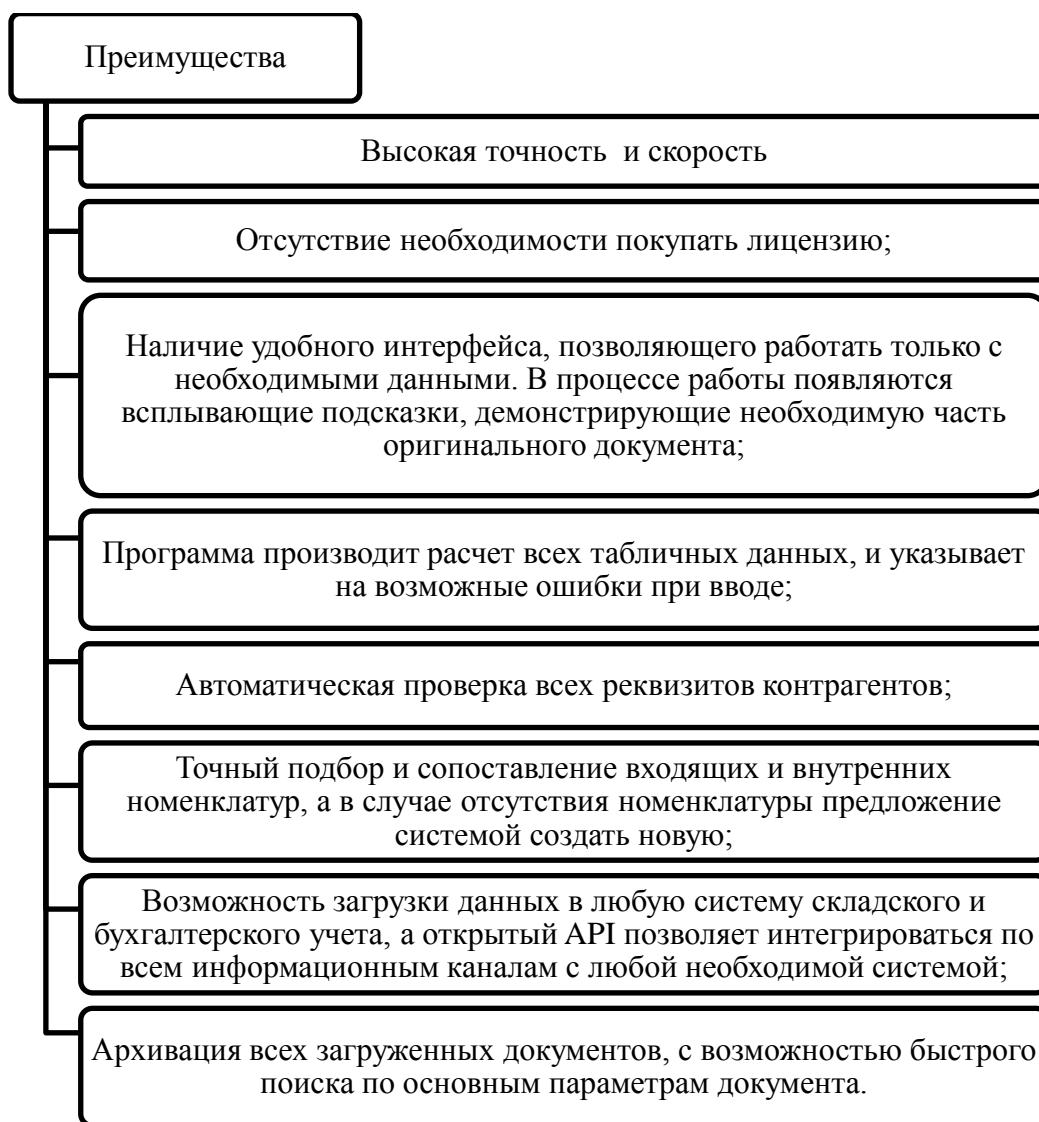 Преимущества
Высокая точность  и скорость
Отсутствие необходимости покупать лицензию;
Наличие удобного интерфейса, позволяющего работать только с
необходимыми данными. В процессе работы появляются
всплывающие подсказки, демонстрирующие необходимую часть
оригинального документа;
Программа производит расчет всех табличных данных, и указывает
на возможные ошибки при вводе;
Автоматическая проверка всех реквизитов контрагентов;
Точный подбор и сопоставление входящих и внутренних
номенклатур, а в случае отсутствия номенклатуры предложение
системой создать новую;
Возможность загрузки данных в любую систему складского и
бухгалтерского учета, а открытый API позволяет интегрироваться по
всем информационным каналам с любой необходимой системой;
Архивация всех загруженных документов, с возможностью быстрого
поиска по основным параметрам документа.